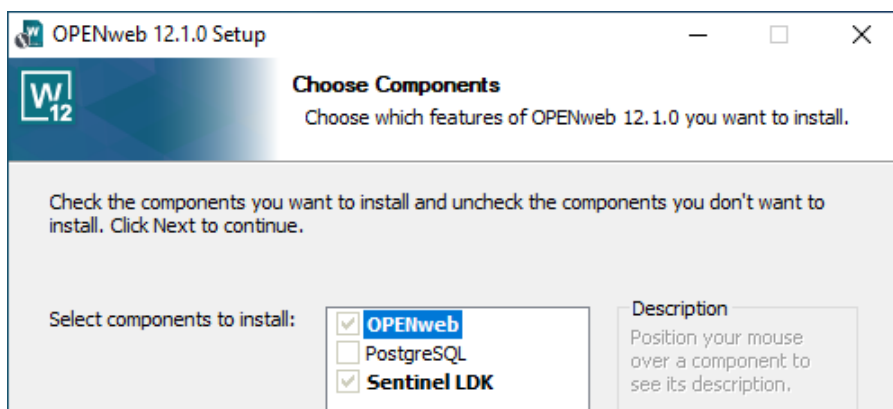 OPENweb 12.1.0 Setup
W
12
Choose Components
Choose which features of OPENweb 12.1.0 you want to install.
Check the components you want to install and uncheck the components you don't want to
install. Click Next to continue.
Select components to install:
OPENweb
PostgreSQL
Sentinel LDK
Description
Position your mouse
over a component to
see its description.